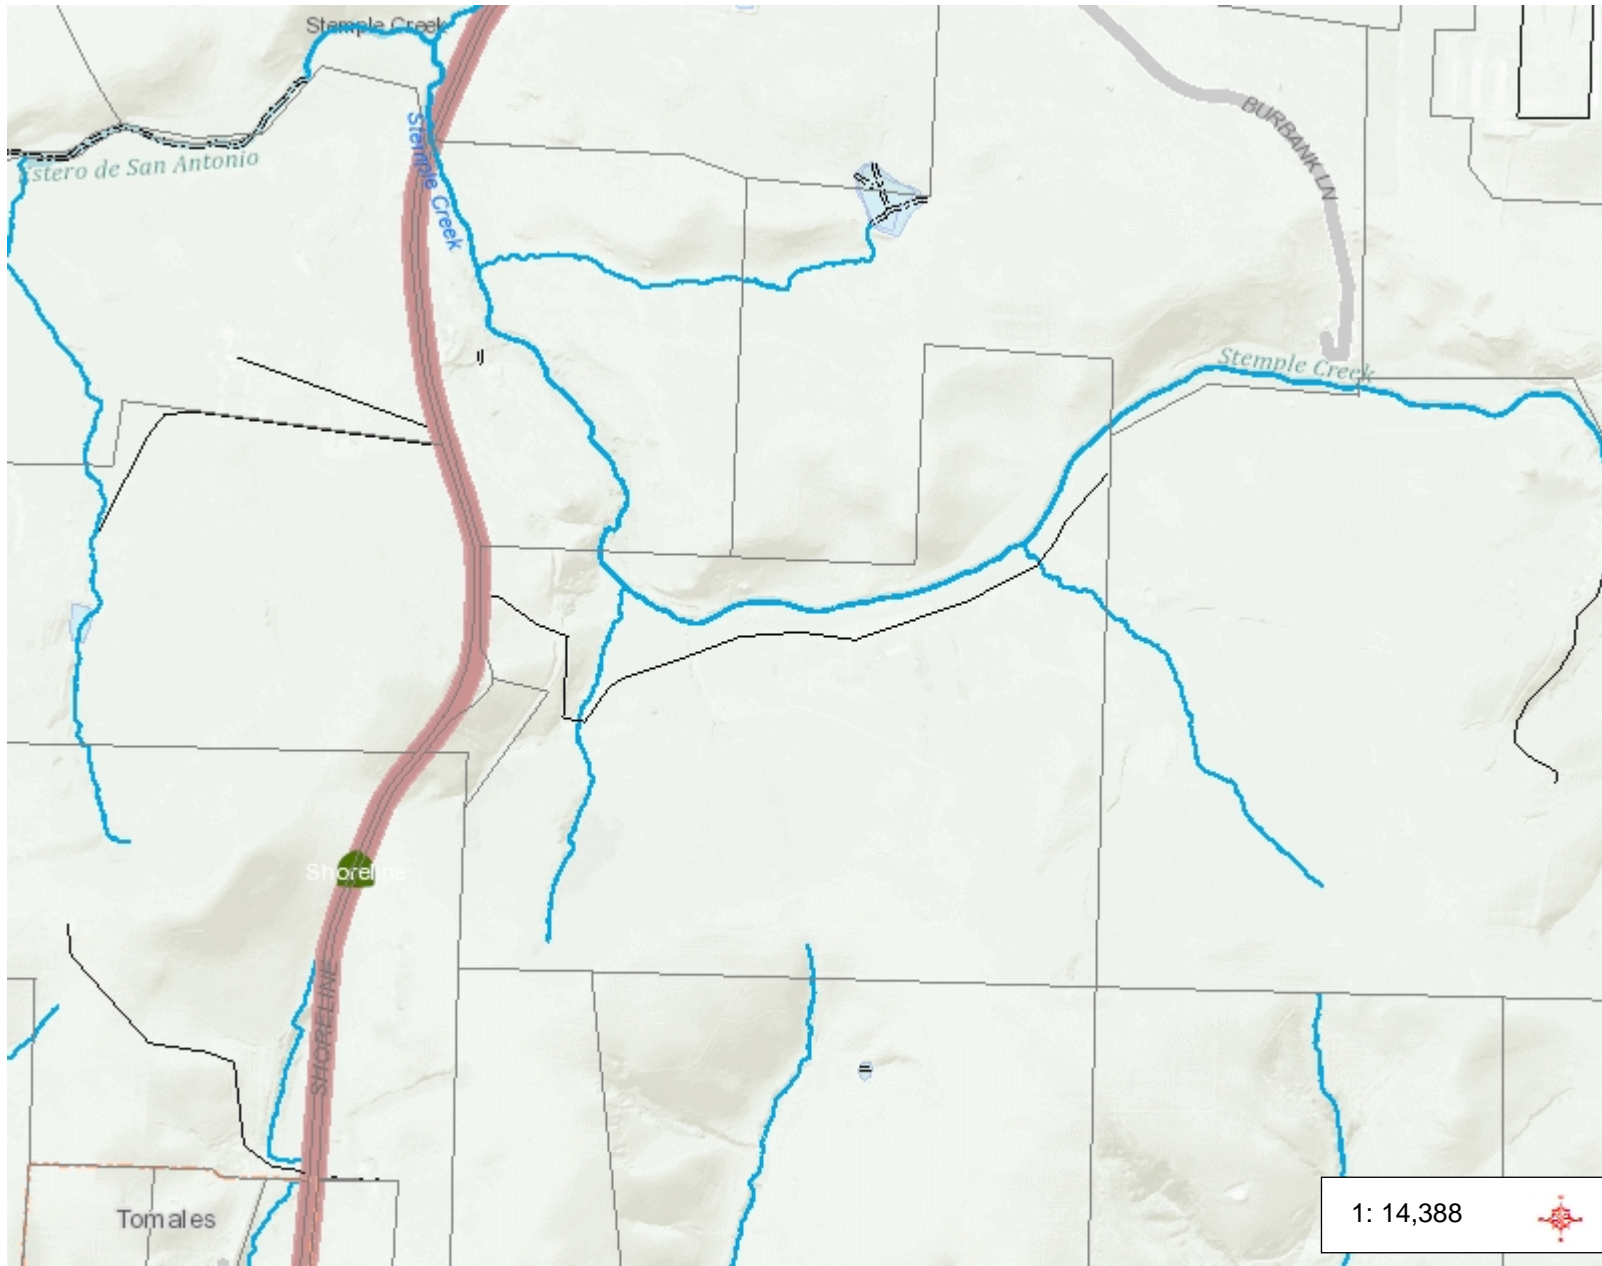 Stemple Creek
BURBANK LN
Stemple Creek
Estero de San Antonio
Stemple Creek
Shoreline
SHORELINE
Tomales
1: 14,388